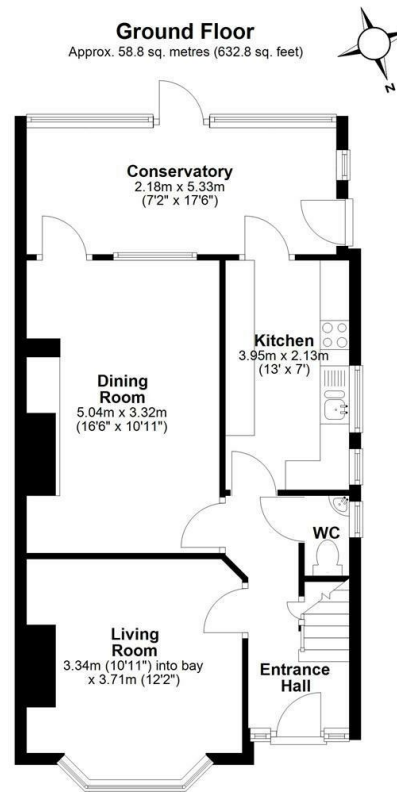 Ground Floor
Approx. 58.8 sq. metres (632.8 sq. feet)
N
Conservatory
2.18m x 5.33m
(7'2" x 17'6")
Kitchen
3.95m x 2.13m
(13' x 7')
Dining
Room
5.04m x 3.32m
(16'6" x 10'11")
WC
Living
Room
3.34m (10'11") into bay
x 3.71m (12'2")
Entrance
Hall